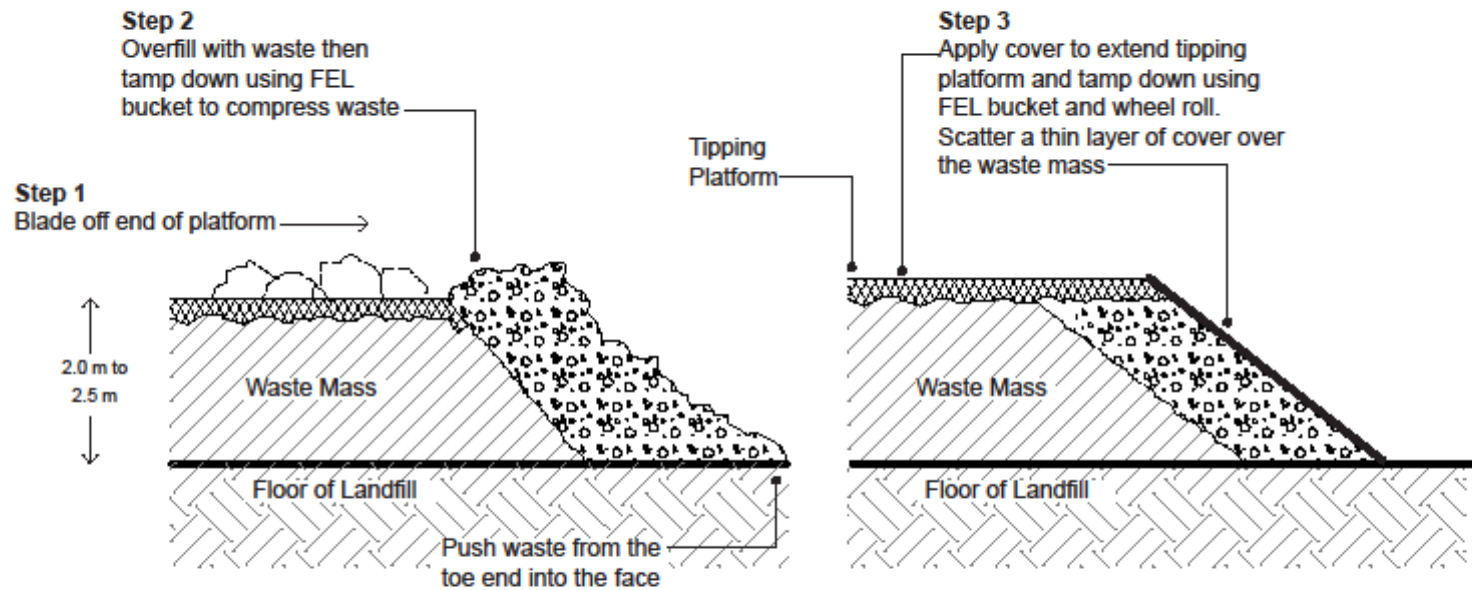 Step 2
Overfill with waste then
tamp down using FEL
bucket to compress waste
Step 3
Apply cover to extend tipping
platform and tamp down using
FEL bucket and wheel roll.
Scatter a thin layer of cover over
the waste mass
Tipping
Platform
Step 1
Blade off end of platform
2.0 m to
2.5 m
Waste Mass
Waste Mass
Floor of Landfill
Floor of Landfill
Push waste from the
toe end into the face